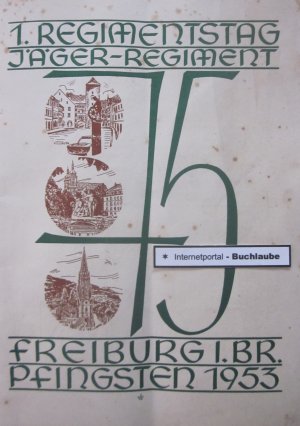 1. REGIMENTSTAG
JÄGER-REGIMENT
75
* Internetportal - Buchlaube
FREIBURG I. BR.
PFINGSTEN 1953